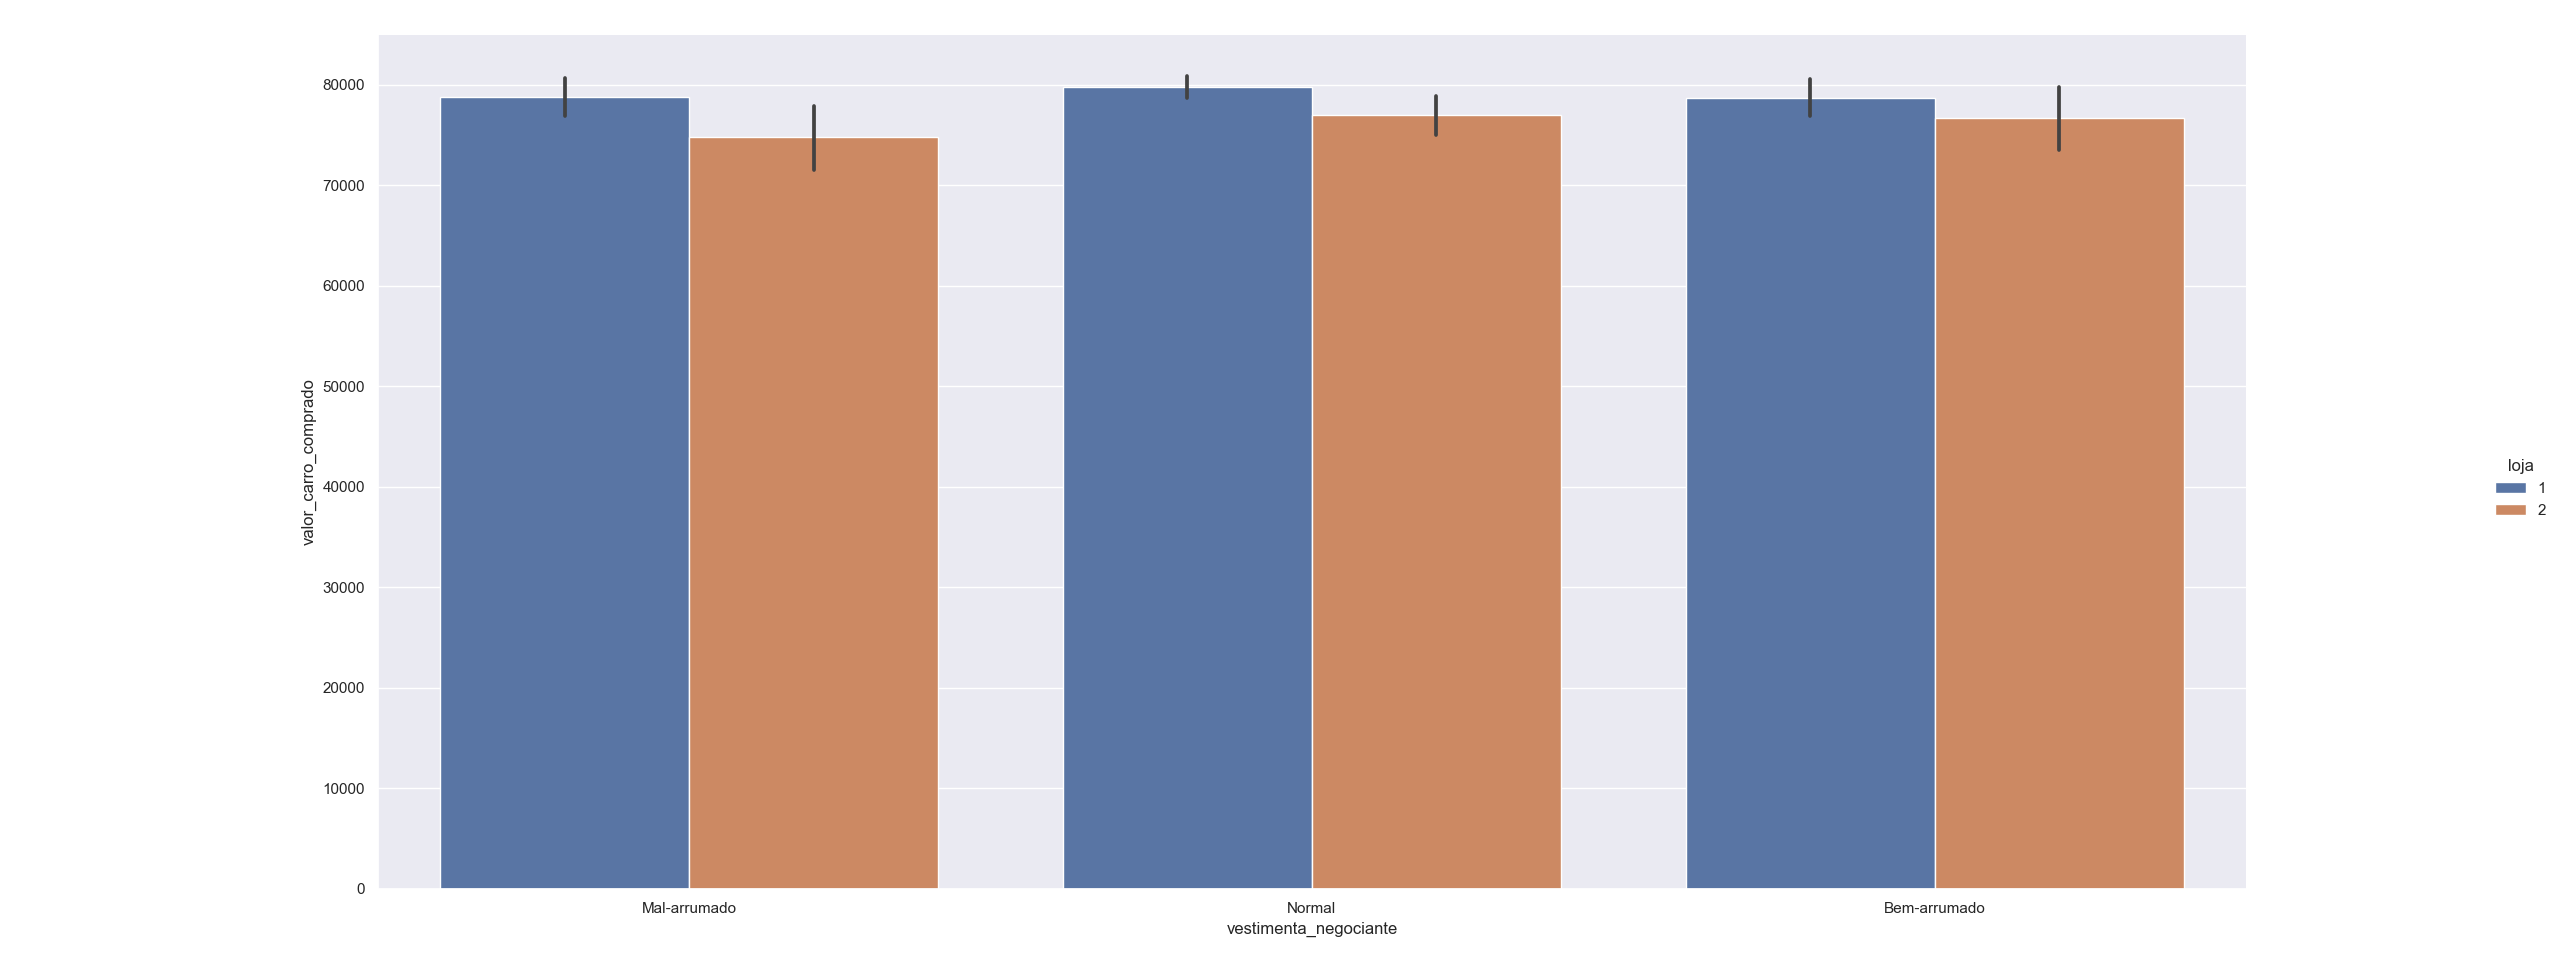 80000
70000
60000
50000
40000
30000
20000
10000
0
valor_carro_comprado
Mal-arrumado
Normal
Bem-arrumado
vestimenta_negociante
loja
1
2